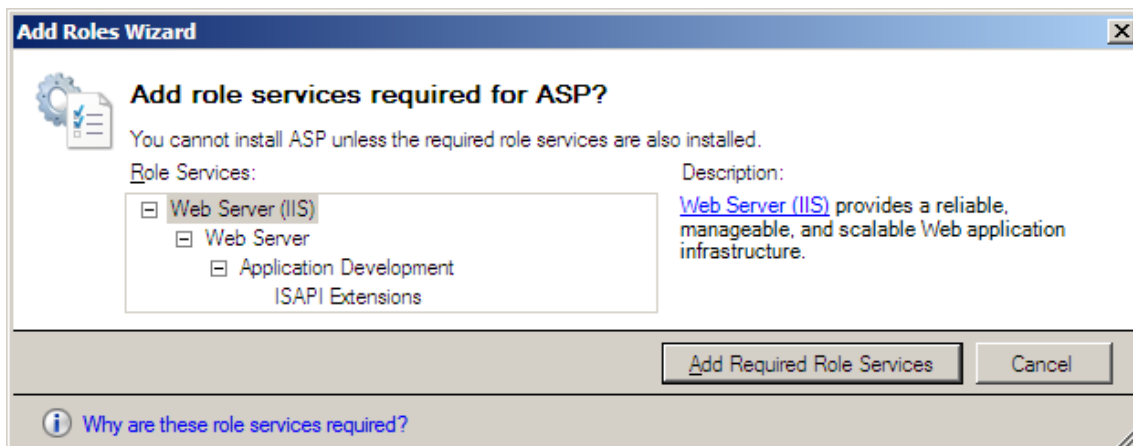 Add Roles Wizard
Add role services required for ASP?
You cannot install ASP unless the required role services are also installed.
Role Services:
Web Server (IIS)
Web Server
Application Development
ISAPI Extensions
Description:
Web Server (IIS) provides a reliable,
manageable, and scalable Web application
infrastructure.
Add Required Role Services
Cancel
Why are these role services required?